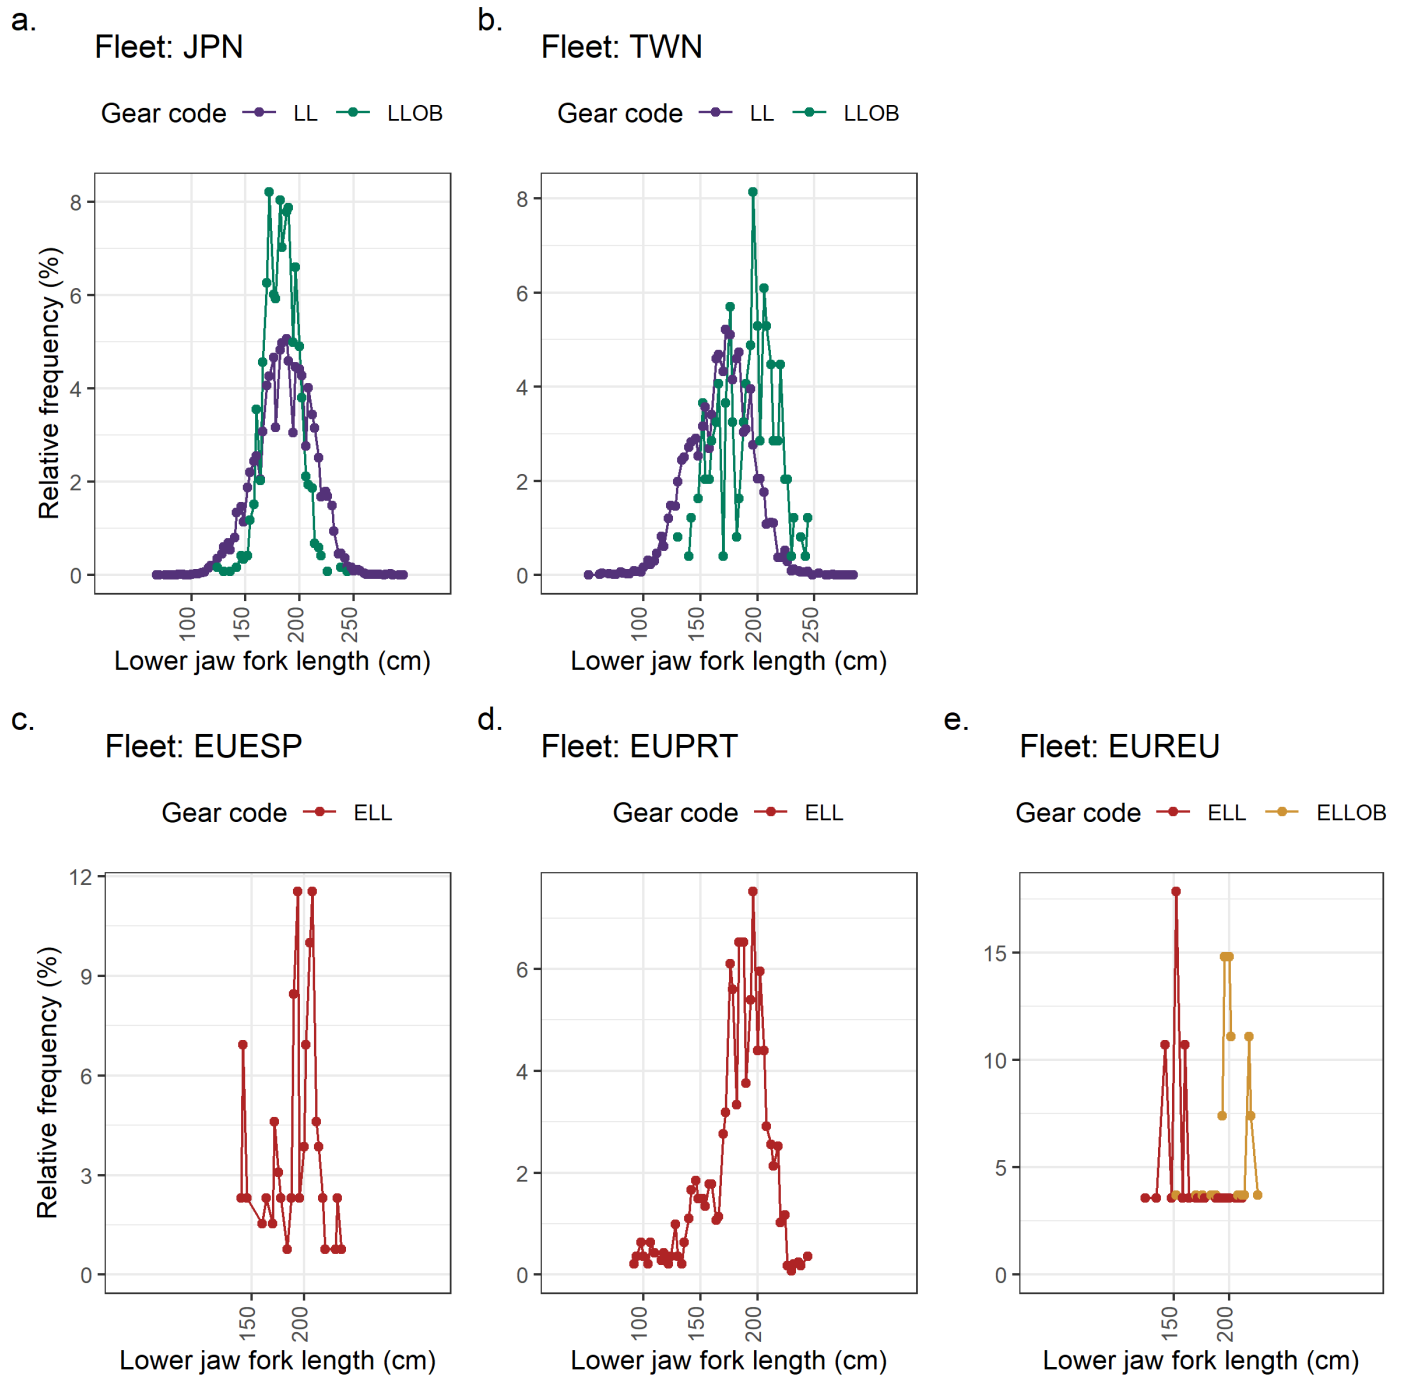 a.
Fleet: JPN
Gear code LL LLOB
Relative frequency (%)
8
6
4
2
0
100 150 200 250
Lower jaw fork length (cm)
b.
Fleet: TWN
Gear code LL LLOB
8
6
4
2
0
100 150 200 250
Lower jaw fork length (cm)
c.
Fleet: EUESP
Gear code ELL
Relative frequency (%)
12
9
6
3
0
150 200
Lower jaw fork length (cm)
d.
Fleet: EUPRT
Gear code ELL
6
4
2
0
100 150 200
Lower jaw fork length (cm)
e.
Fleet: EUREU
Gear code ELL ELLOB
15
10
5
0
150 200
Lower jaw fork length (cm)